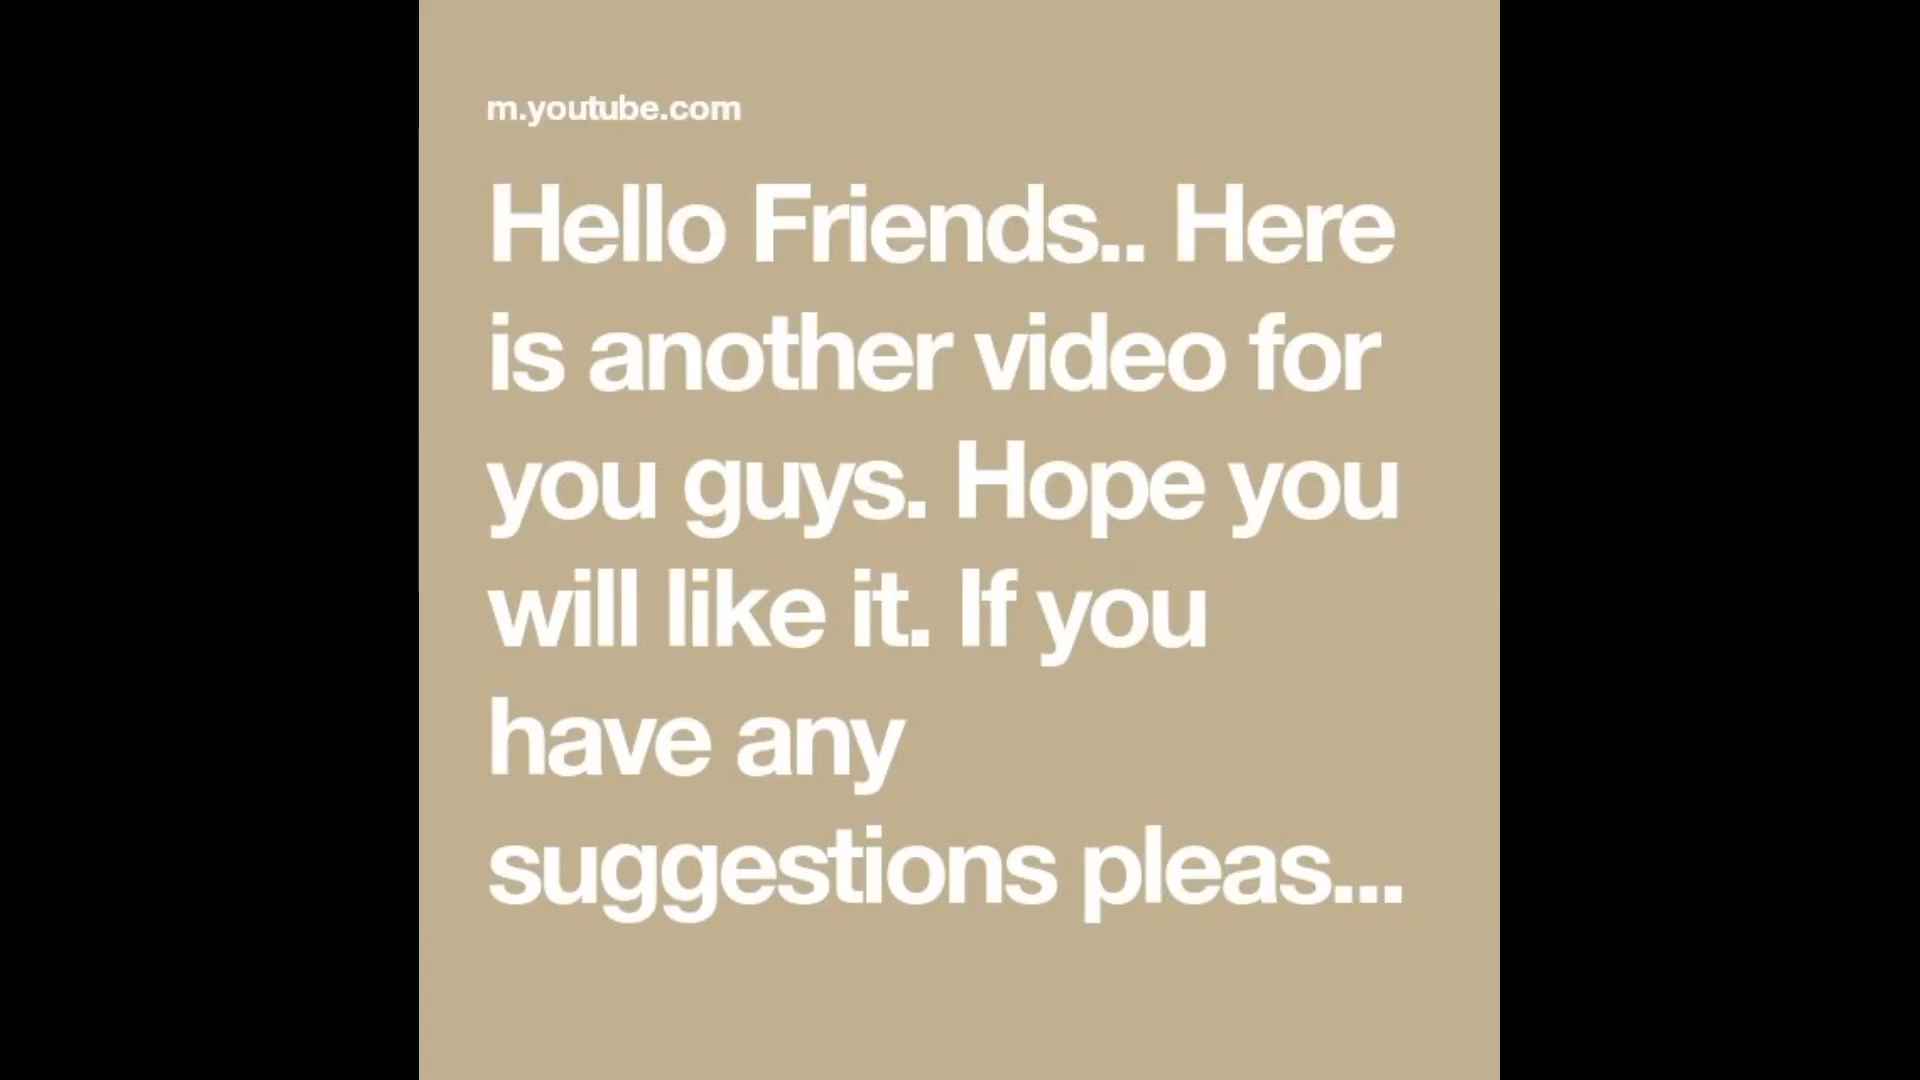 m.youtube.com
Hello Friends.. Here
is another video for
you guys. Hope you
will like it. If you
have any
suggestions pleas...